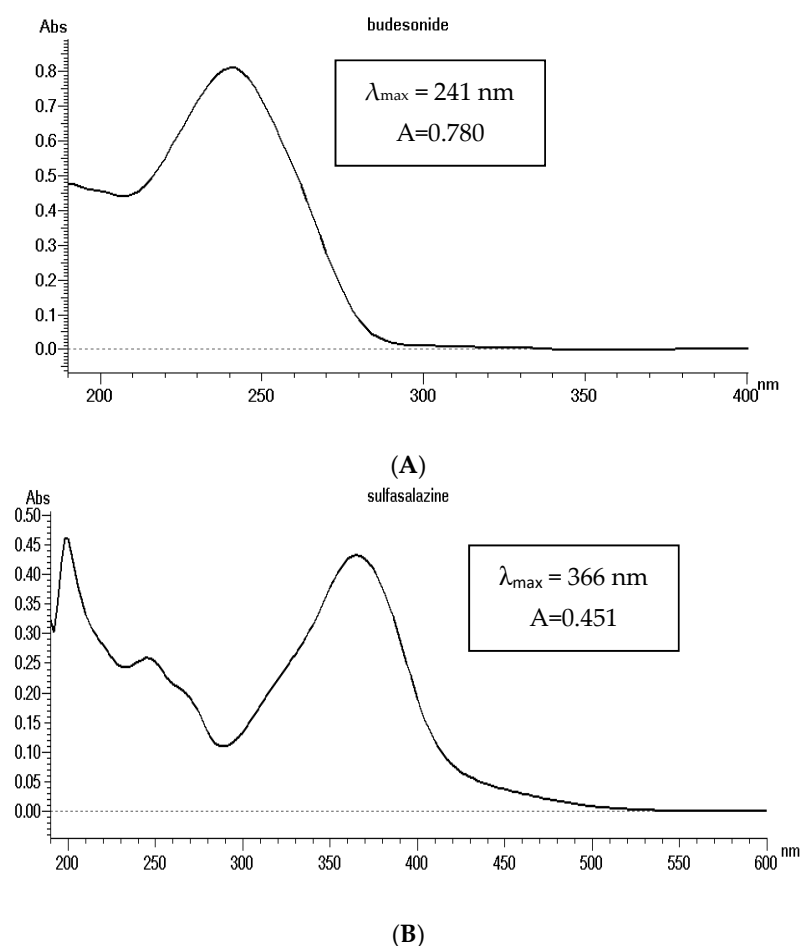 Abs
budesonide
0.8
0.7
0.6
0.5
0.4
0.3
0.2
0.1
0.0
λmax = 241 nm
A=0.780
200 250 300 350 400 nm
(A)
Abs
sulfasalazine
0.50
0.45
0.40
0.35
0.30
0.25
0.20
0.15
0.10
0.05
0.00
λmax = 366 nm
A=0.451
200 250 300 350 400 450 500 550 600 nm
(B)